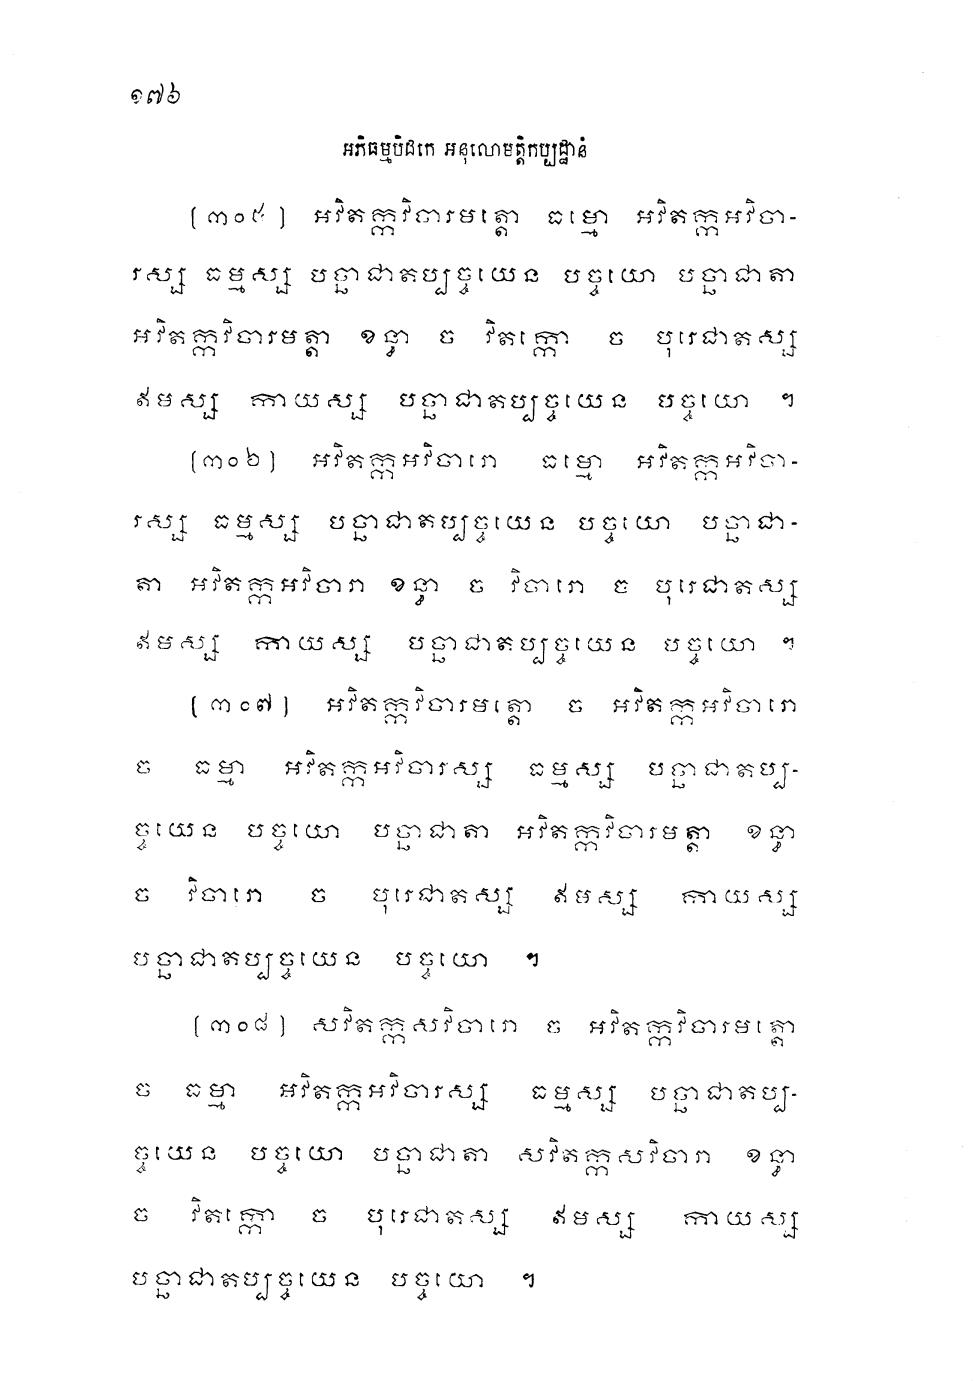 ១៧៦
អភិធម្មបិដកេ អនុលោមត្តិកប្បដ្ឋានំ
[៣០៥] អវិតក្កវិចារមត្តោ ធម្មោ អវិតក្កអវិចា-
រស្ស ធម្មស្ស បច្ឆាជាតប្បច្ចយេន បច្ចយោ បច្ឆាជាតា
អវិតក្កវិចារមត្តា ខន្ធា ច វិតក្កោ ច បុរេជាតស្ស
ឥមស្ស កាយស្ស បច្ឆាជាតប្បច្ចយេន បច្ចយោ ។
[៣០៦] អវិតក្កអវិចារោ ធម្មោ អវិតក្កអវិចា-
រស្ស ធម្មស្ស បច្ឆាជាតប្បច្ចយេន បច្ចយោ បច្ឆាជា-
តា អវិតក្កអវិចារា ខន្ធា ច វិចារោ ច បុរេជាតស្ស
ឥមស្ស កាយស្ស បច្ឆាជាតប្បច្ចយេន បច្ចយោ ។
[៣០៧] អវិតក្កវិចារមត្តោ ច អវិតក្កអវិចារោ
ច ធម្មា អវិតក្កអវិចារស្ស ធម្មស្ស បច្ឆាជាតប្ប-
ច្ចយេន បច្ចយោ បច្ឆាជាតា អវិតក្កវិចារមត្តា ខន្ធា
ច វិចារោ ច បុរេជាតស្ស ឥមស្ស កាយស្ស
បច្ឆាជាតប្បច្ចយេន បច្ចយោ ។
[៣០៨] សវិតក្កសវិចារោ ច អវិតក្កវិចារមត្តោ
ច ធម្មា អវិតក្កអវិចារស្ស ធម្មស្ស បច្ឆាជាតប្ប-
ច្ចយេន បច្ចយោ បច្ឆាជាតា សវិតក្កសវិចារា ខន្ធា
ច វិតក្កោ ច បុរេជាតស្ស ឥមស្ស កាយស្ស
បច្ឆាជាតប្បច្ចយេន បច្ចយោ ។